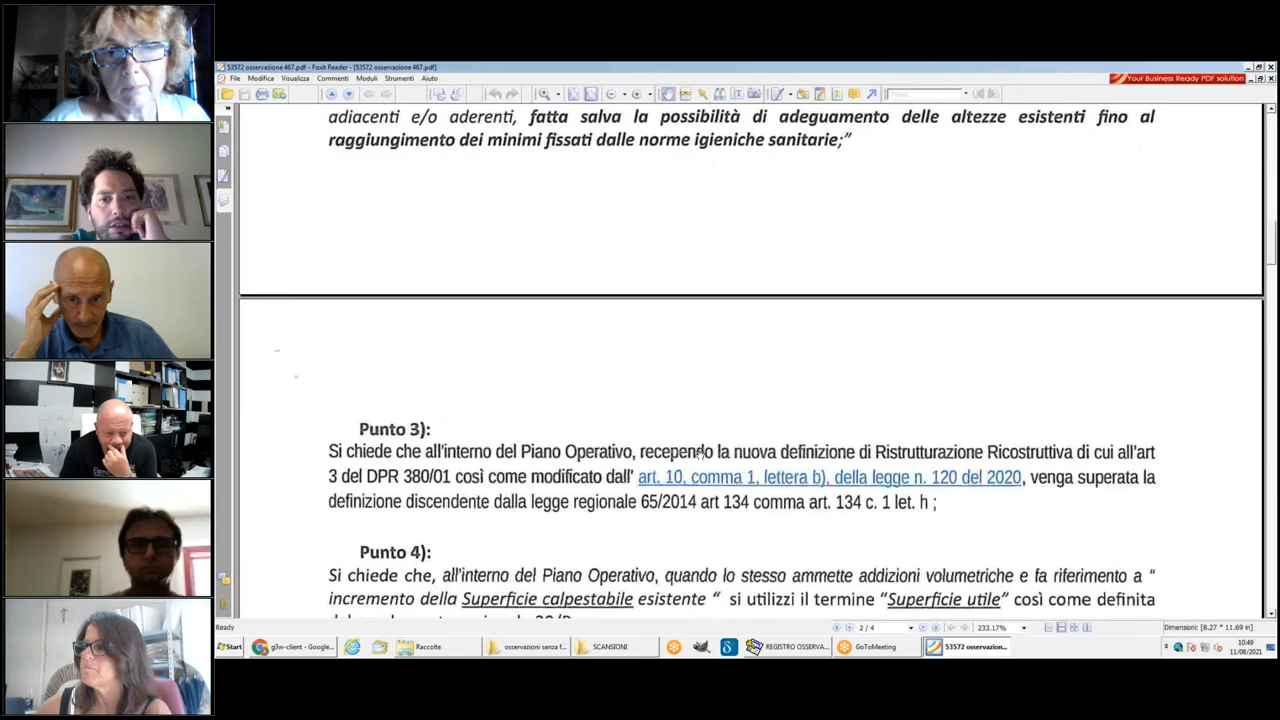 53572 osservazione 467.pdf - Foxit Reader - [53572 osservazione 467.pdf]
File Modifica Visualizza Commenti Moduli Strumenti Aiuto
Your Business Ready PDF solution
Trova
adiacenti e/o aderenti, fatta salva la possibilità di adeguamento delle altezze esistenti fino al
raggiungimento dei minimi fissati dalle norme igieniche sanitarie;”
Punto 3):
Si chiede che all'interno del Piano Operativo, recependo la nuova definizione di Ristrutturazione Ricostruttiva di cui all'art
3 del DPR 380/01 così come modificato dall' art. 10, comma 1, lettera b), della legge n. 120 del 2020, venga superata la
definizione discendente dalla legge regionale 65/2014 art 134 comma art. 134 c. 1 let. h ;
Punto 4):
Si chiede che, all'interno del Piano Operativo, quando lo stesso ammette addizioni volumetriche e fa riferimento a “
incremento della Superficie calpestabile esistente “ si utilizzi il termine “Superficie utile” così come definita
Ready
2 / 4
233.17%
Dimensioni: [8.27 * 11.69 in]
Start
g3w-client - Google...
Raccolte
osservazioni senza f...
SCANSIONI
REGISTRO OSSERVA...
GoToMeeting
53572 osservazion...
10:49
11/08/2021